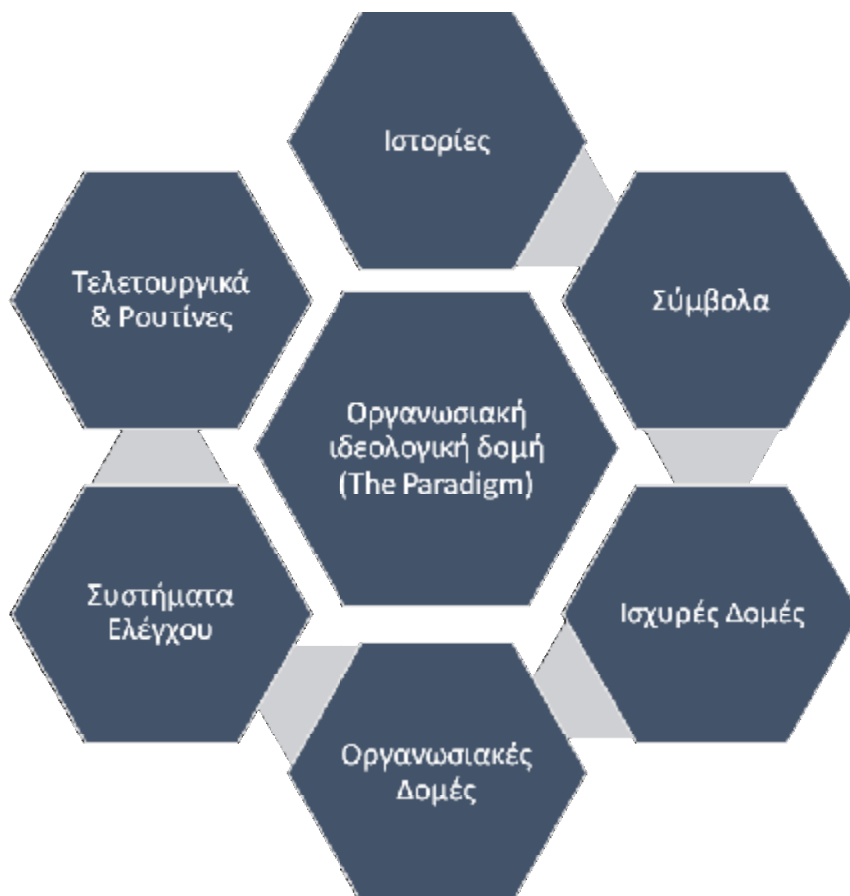 Ιστορίες
Τελετουργικά
& Ρουτίνες
Σύμβολα
Οργανωσιακή
ιδεολογική δομή
(The Paradigm)
Συστήματα
Ελέγχου
Ισχυρές Δομές
Οργανωσιακές
Δομές